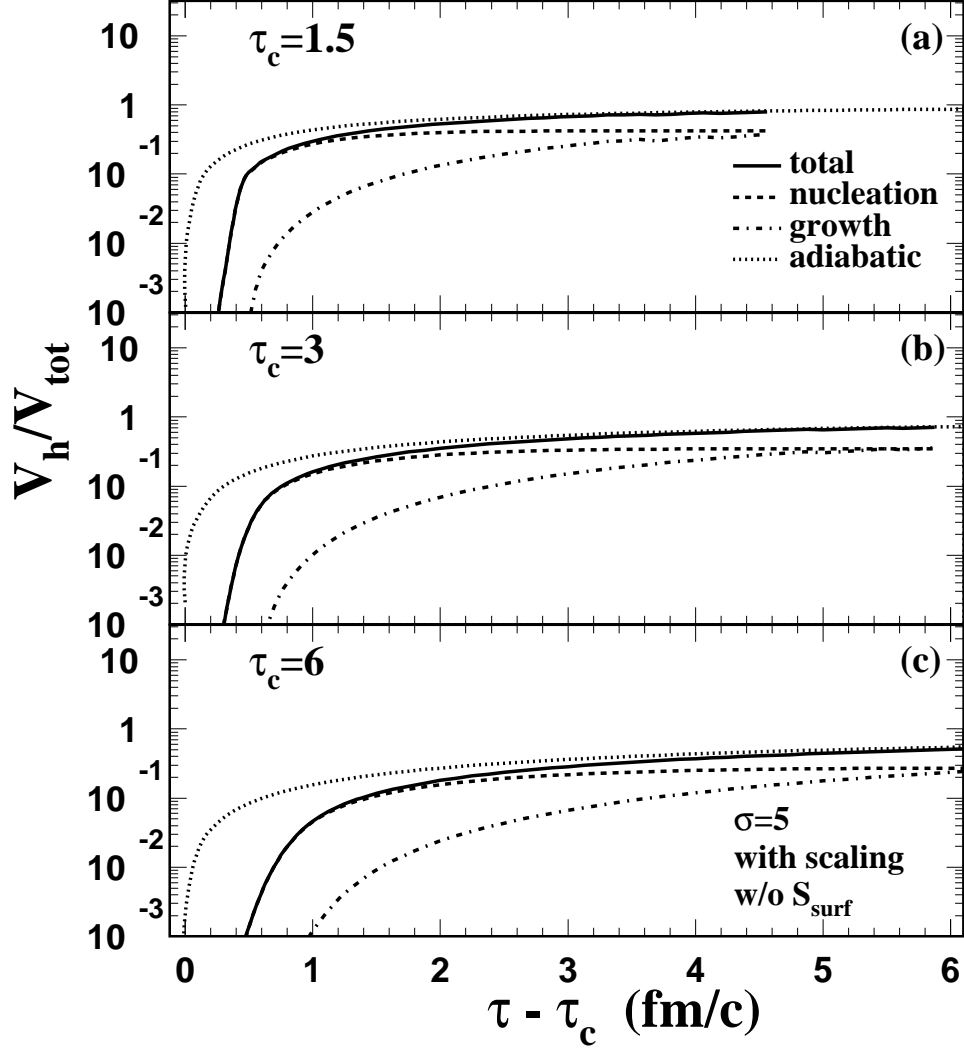 τc=1.5
(a)
10
1
10 -1
10 -2
10 -3
total
nucleation
growth
adiabatic
Vh/Vtot
τc=3
(b)
10
1
10 -1
10 -2
10 -3
τc=6
(c)
10
1
10 -1
10 -2
10 -3
σ=5
with scaling
w/o Ssurf
0 1 2 3 4 5 6
τ - τc (fm/c)